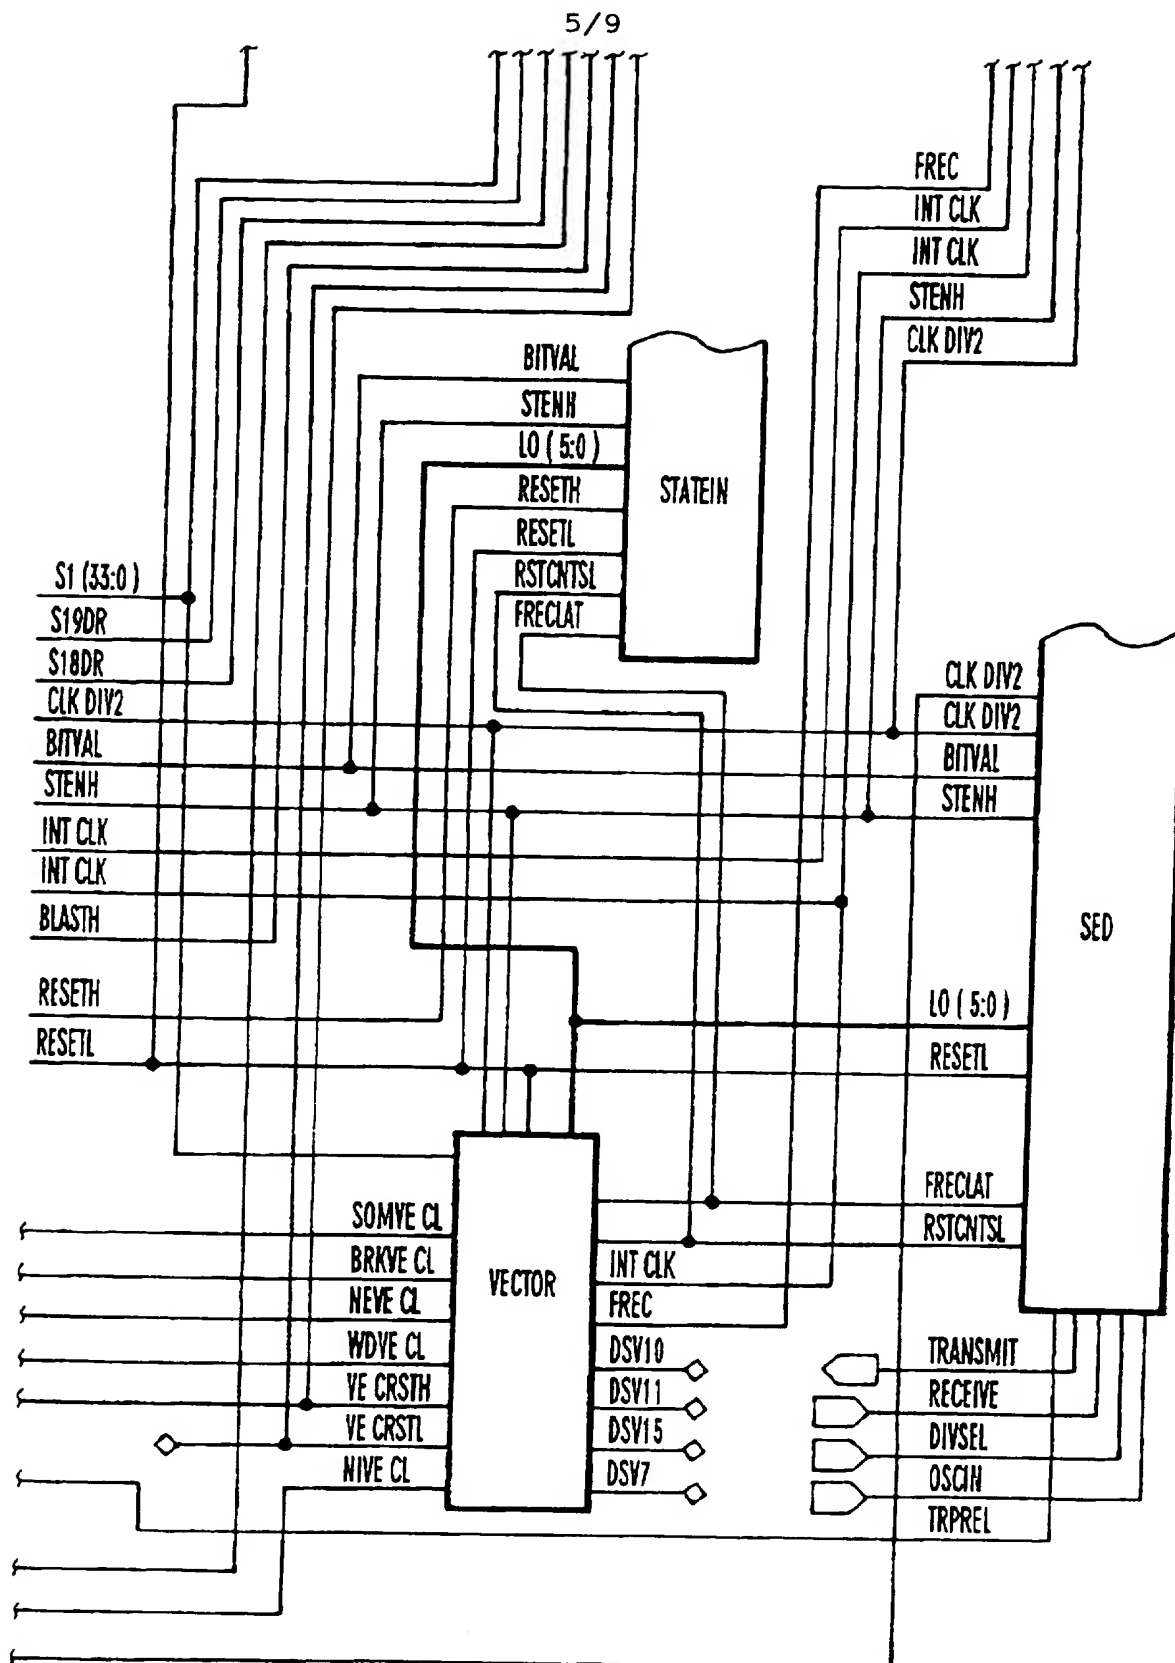 5/9
FREC
INT CLK
INT CLK
STENH
CLK DIV2
BITVAL
STENH
LO ( 5:0 )
RESETH
RESETL
RSTCNTSL
FRECLAT
STATEIN
S1 (33:0 )
S19DR
S18DR
CLK DIV2
BITVAL
STENH
INT CLK
INT CLK
BLASTH
RESETH
RESETL
CLK DIV2
CLK DIV2
BITVAL
STENH
SED
LO ( 5:0 )
RESETL
FRECLAT
RSTCNTSL
SOMVE CL
BRKVE CL
NEVE CL
WDVE CL
VE CRSTH
VE CRSTL
NIVE CL
VECTOR
INT CLK
FREC
DSV10
DSV11
DSV15
DSV7
TRANSMIT
RECEIVE
DIVSEL
OSCIN
TRPREL